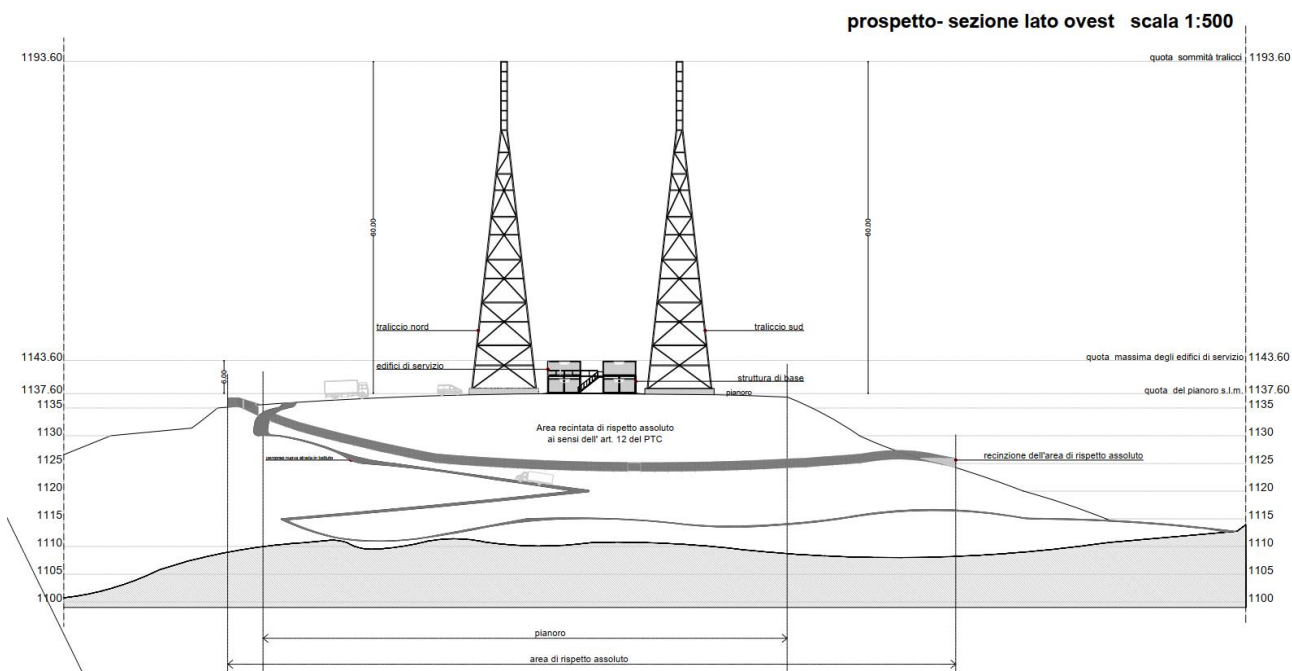 prospetto- sezione lato ovest scala 1:500
1193.60
quota sommità tralicci
1193.60
60.00
60.00
traliccio nord
traliccio sud
1143.60
edifici di servizio
quota massima degli edifici di servizio
1143.60
6.00
struttura di base
1137.60
pianoro
quota del pianoro s.l.m.
1137.60
1135
1135
Area recintata di rispetto assoluto
ai sensi dell' art. 12 del PTC
1130
1130
recinzione dell'area di rispetto assoluto
1125
1125
1120
1120
1115
1115
1110
1110
1105
1105
1100
1100
pianoro
area di rispetto assoluto